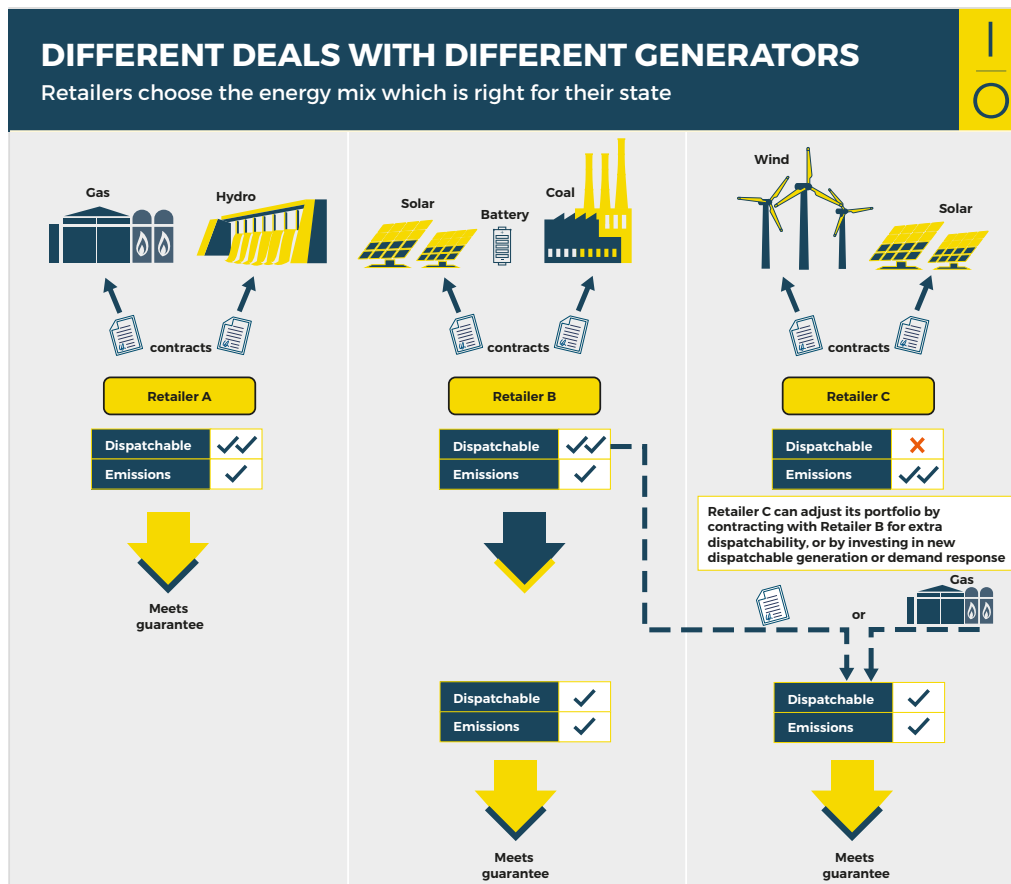 DIFFERENT DEALS WITH DIFFERENT GENERATORS
Retailers choose the energy mix which is right for their state
Gas
Hydro
contracts
Retailer A
Dispatchable
Emissions
Meets
guarantee
Solar
Battery
Coal
contracts
Retailer B
Dispatchable
Emissions
Dispatchable
Emissions
Meets
guarantee
Wind
Solar
contracts
Retailer C
Dispatchable
Emissions
Retailer C can adjust its portfolio by
contracting with Retailer B for extra
dispatchability, or by investing in new
dispatchable generation or demand response
Gas
or
Dispatchable
Emissions
Meets
guarantee